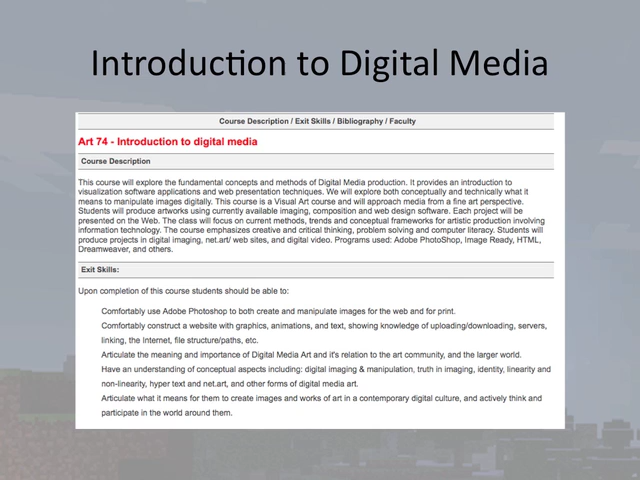 Introduction to Digital Media
Course Description / Exit Skills / Bibliography / Faculty
Art 74 - Introduction to digital media
Course Description
This course will explore the fundamental concepts and methods of Digital Media production. It provides an introduction to
visualization software applications and web presentation techniques. We will explore both conceptually and technically what it
means to manipulate images digitally. This course is a Visual Art course and will approach media from a fine art perspective.
Students will produce artworks using currently available imaging, composition and web design software. Each project will be
presented on the Web. The class will focus on current methods, trends and conceptual frameworks for artistic production involving
information technology. The course emphasizes creative and critical thinking, problem solving and computer literacy. Students will
produce projects in digital imaging, net.art/ web sites, and digital video. Programs used: Adobe PhotoShop, Image Ready, HTML,
Dreamweaver, and others.
Exit Skills:
Upon completion of this course students should be able to:
Comfortably use Adobe Photoshop to both create and manipulate images for the web and for print.
Comfortably construct a website with graphics, animations, and text, showing knowledge of uploading/downloading, servers,
linking, the Internet, file structure/paths, etc.
Articulate the meaning and importance of Digital Media Art and it's relation to the art community, and the larger world.
Have an understanding of conceptual aspects including: digital imaging & manipulation, truth in imaging, identity, linearity and
non-linearity, hyper text and net.art, and other forms of digital media art.
Articulate what it means for them to create images and works of art in a contemporary digital culture, and actively think and
participate in the world around them.